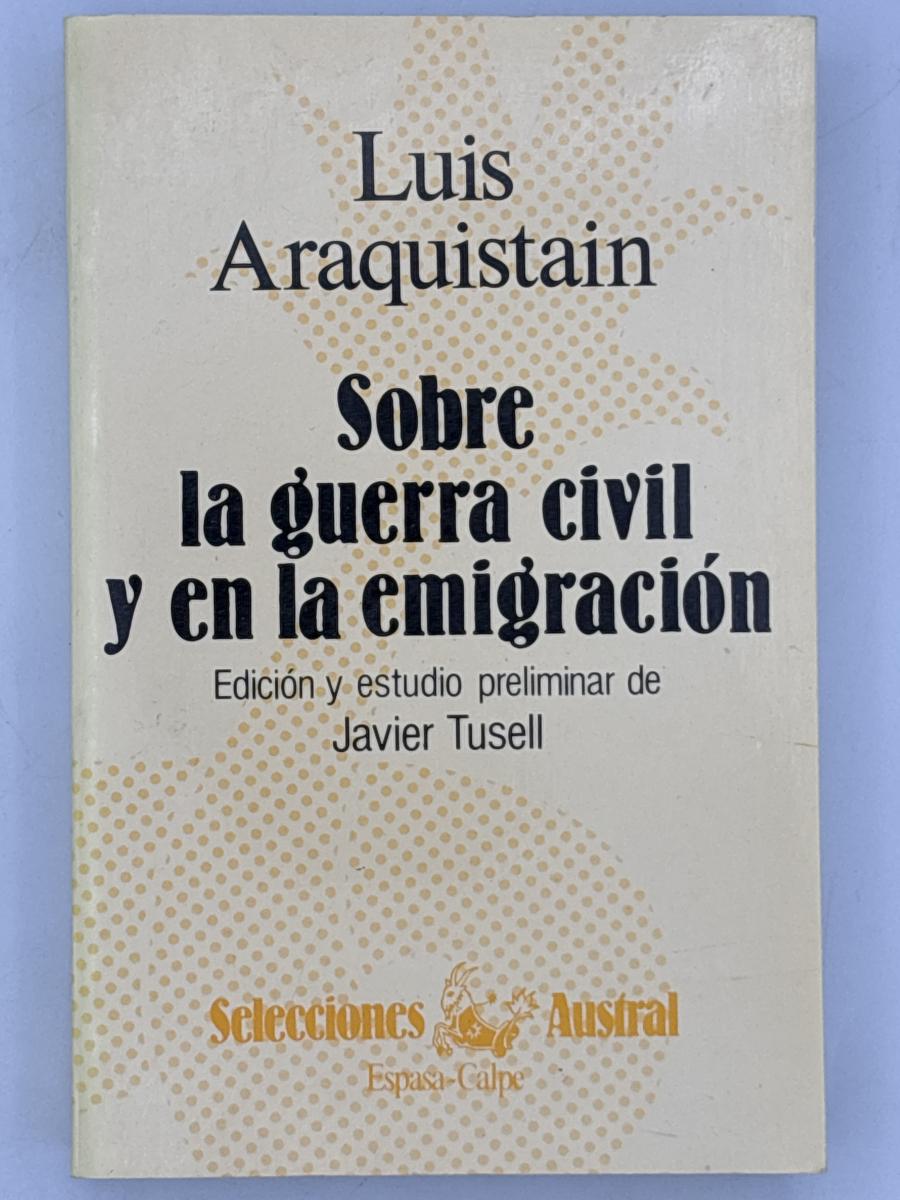 Luis
Araquistain
Sobre
la guerra civil
y en la emigración
Edición y estudio preliminar de
Javier Tusell
Selecciones Austral
Espasa-Calpe